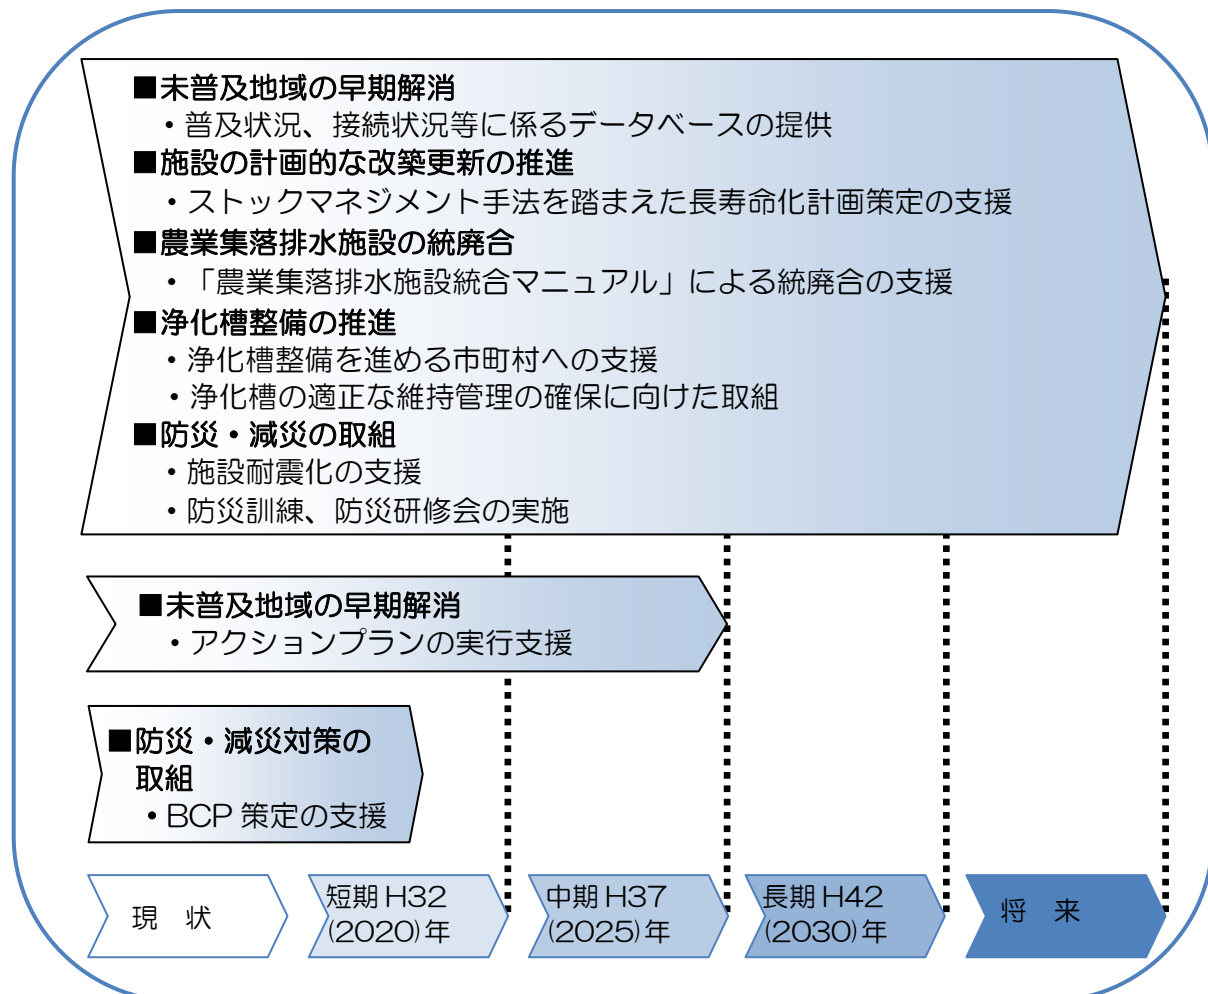 ■未普及地域の早期解消
・普及状況、接続状況等に係るデータベースの提供
■施設の計画的な改築更新の推進
・ストックマネジメント手法を踏まえた長寿命化計画策定の支援
■農業集落排水施設の統廃合
・「農業集落排水施設統合マニュアル」による統廃合の支援
■浄化槽整備の推進
・浄化槽整備を進める市町村への支援
・浄化槽の適正な維持管理の確保に向けた取組
■防災・減災の取組
・施設耐震化の支援
・防災訓練、防災研修会の実施
■未普及地域の早期解消
・アクションプランの実行支援
■防災・減災対策の
取組
・BCP 策定の支援
現　状
短期 H32
(2020)年
中期 H37
(2025)年
長期 H42
(2030)年
将　来